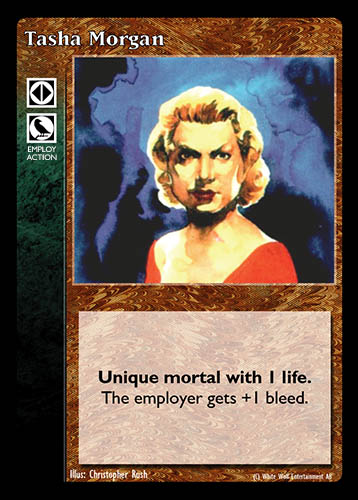 Tasha Morgan
EMPLOY
ACTION
Unique mortal with 1 life.
The employer gets +1 bleed.
Illus: Christopher Rush
(C) White Wolf Entertainment AB